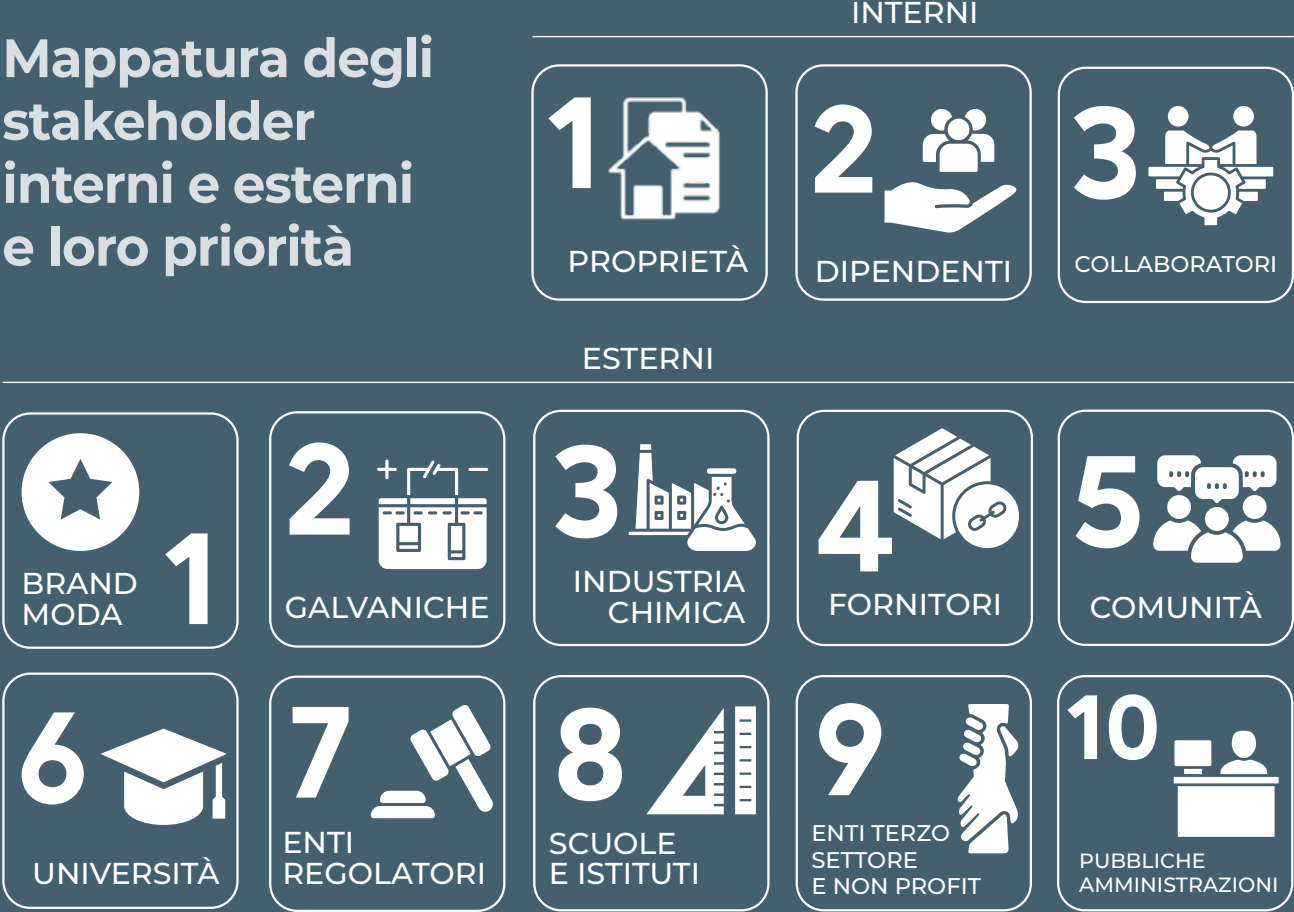 Mappatura degli
stakeholder
interni e esterni
e loro priorità
INTERNI
1
PROPRIETÀ
2
DIPENDENTI
3
COLLABORATORI
ESTERNI
1
BRAND
MODA
2
GALVANICHE
3
INDUSTRIA
CHIMICA
4
FORNITORI
5
COMUNITÀ
6
UNIVERSITÀ
7
ENTI
REGOLATORI
8
SCUOLE
E ISTITUTI
9
ENTI TERZO
SETTORE
E NON PROFIT
10
PUBBLICHE
AMMINISTRAZIONI